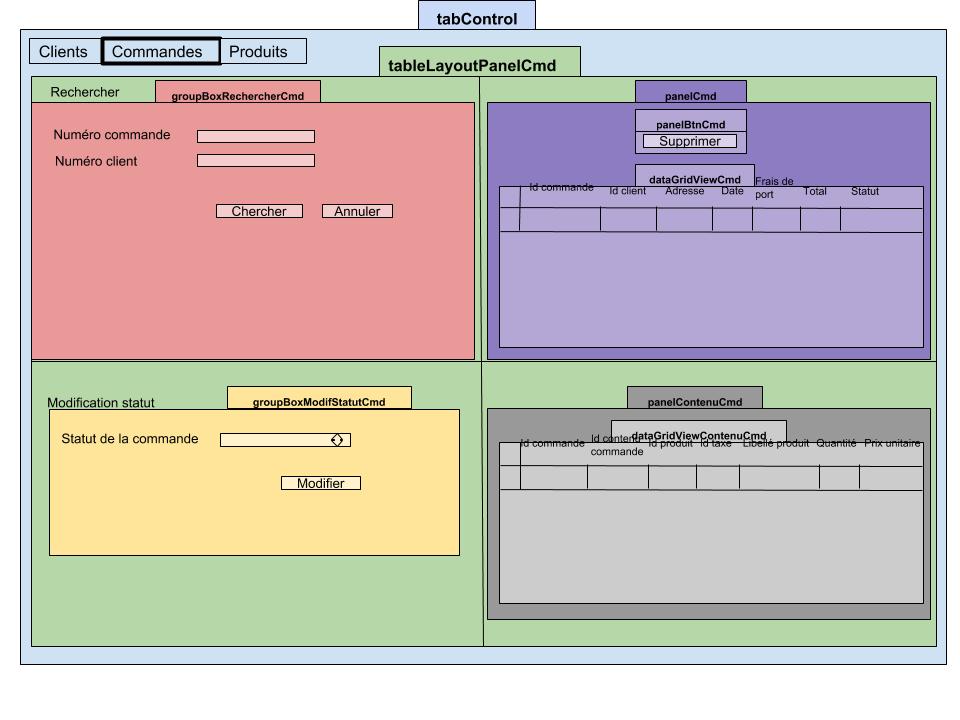 tabControl
Clients
Commandes
Produits
tableLayoutPanelCmd
Rechercher
groupBoxRechercherCmd
Numéro commande
Numéro client
Chercher
Annuler
panelCmd
panelBtnCmd
Supprimer
dataGridViewCmd
Id commande
Id client
Adresse
Date
Frais de
port
Total
Statut
Modification statut
groupBoxModifStatutCmd
Statut de la commande
Modifier
panelContenuCmd
dataGridViewContenuCmd
Id commande
Id contenu
commande
Id produit
Id taxe
Libellé produit
Quantité
Prix unitaire